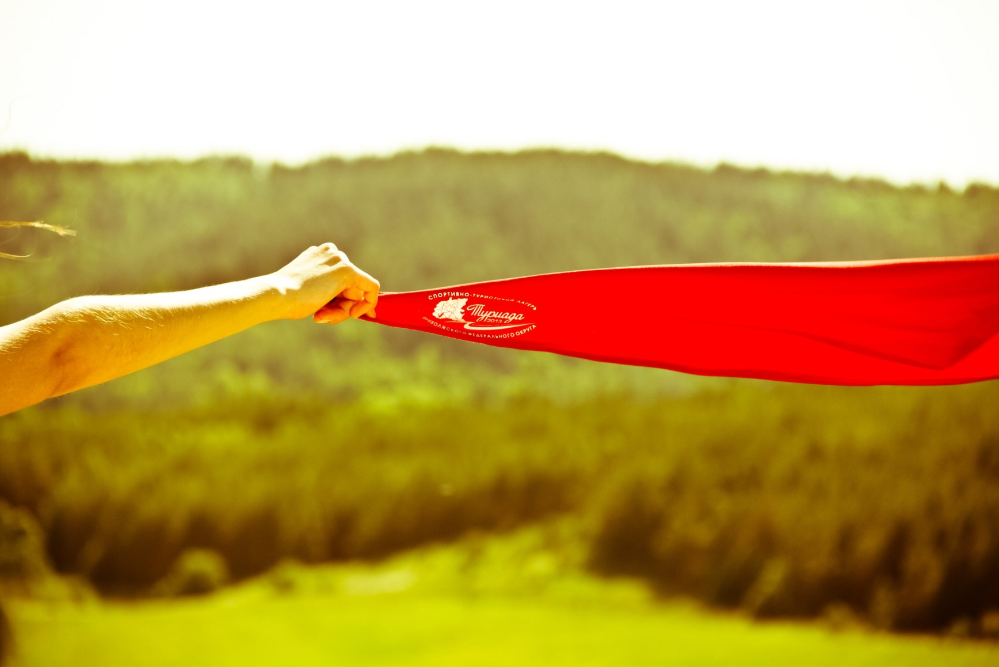 СПОРТИВНО-ТУРИСТСКИЙ ЛАГЕРЬ
Туриада
2013
ПРИВОЛЖСКОГО ФЕДЕРАЛЬНОГО ОКРУГА